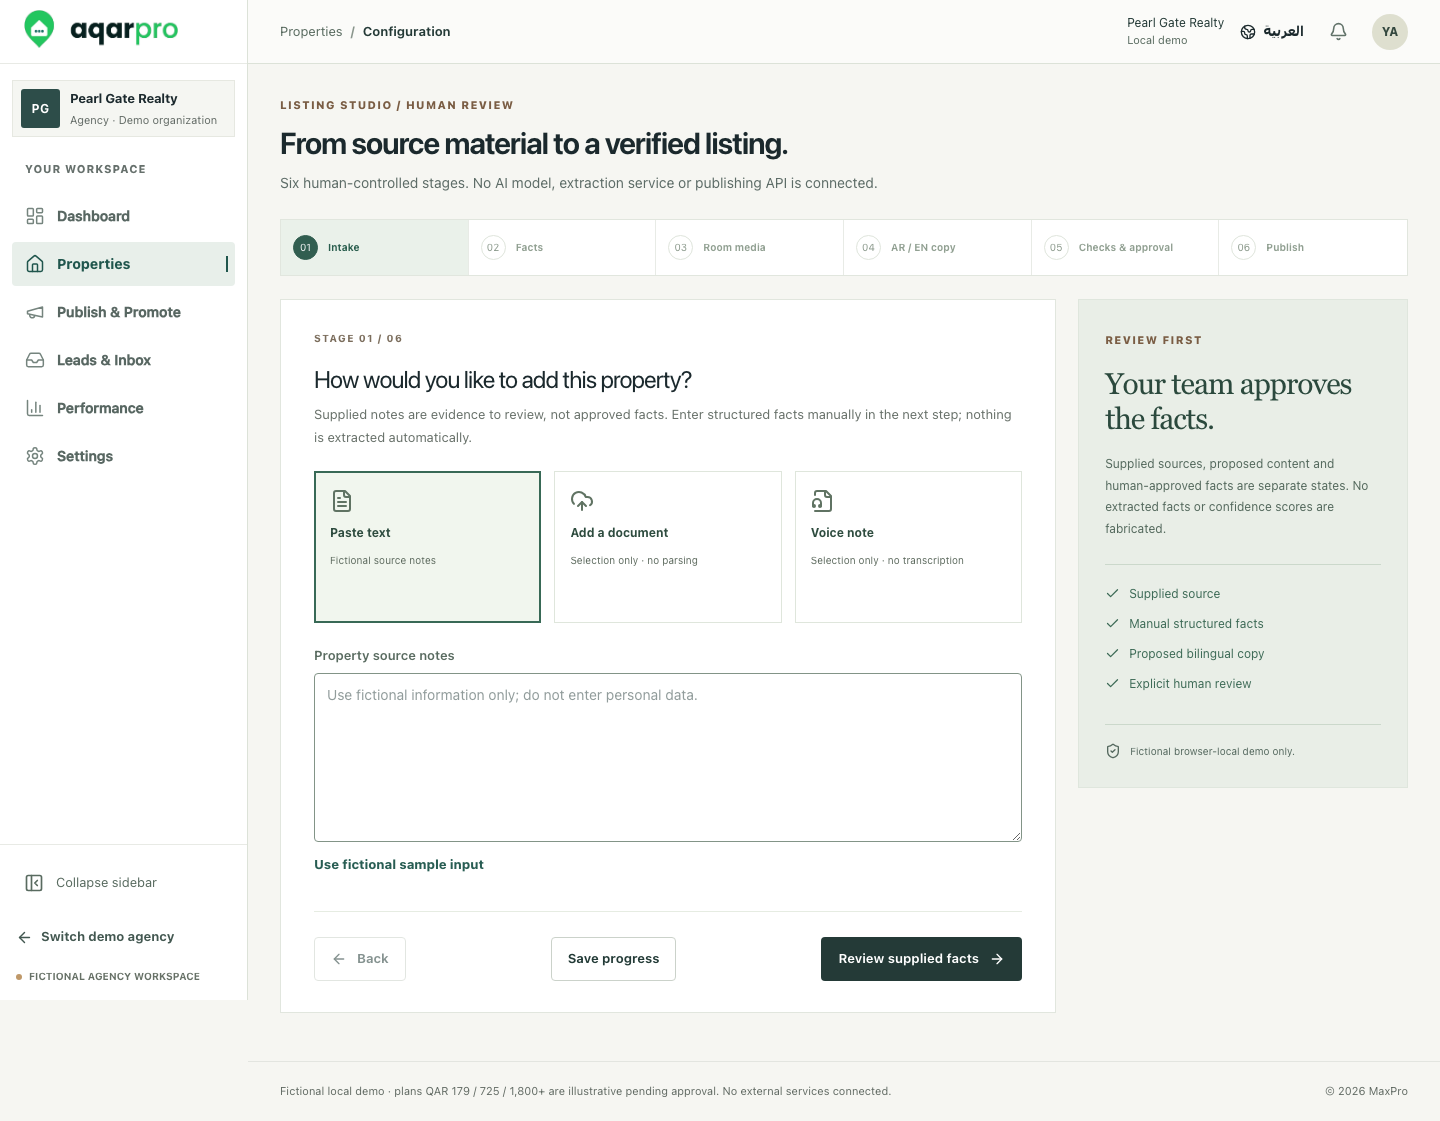 aqarpro
Properties / Configuration
Pearl Gate Realty
Local demo
العربية
YA
PG
Pearl Gate Realty
Agency · Demo organization
YOUR WORKSPACE
Dashboard
Properties
Publish & Promote
Leads & Inbox
Performance
Settings
Collapse sidebar
Switch demo agency
FICTIONAL AGENCY WORKSPACE
LISTING STUDIO / HUMAN REVIEW
From source material to a verified listing.
Six human-controlled stages. No AI model, extraction service or publishing API is connected.
01 Intake
02 Facts
03 Room media
04 AR / EN copy
05 Checks & approval
06 Publish
STAGE 01 / 06
How would you like to add this property?
Supplied notes are evidence to review, not approved facts. Enter structured facts manually in the next step; nothing
is extracted automatically.
Paste text
Fictional source notes
Add a document
Selection only · no parsing
Voice note
Selection only · no transcription
Property source notes
Use fictional information only; do not enter personal data.
Use fictional sample input
Back
Save progress
Review supplied facts
REVIEW FIRST
Your team approves
the facts.
Supplied sources, proposed content and
human-approved facts are separate states. No
extracted facts or confidence scores are
fabricated.
Supplied source
Manual structured facts
Proposed bilingual copy
Explicit human review
Fictional browser-local demo only.
Fictional local demo · plans QAR 179 / 725 / 1,800+ are illustrative pending approval. No external services connected.
© 2026 MaxPro